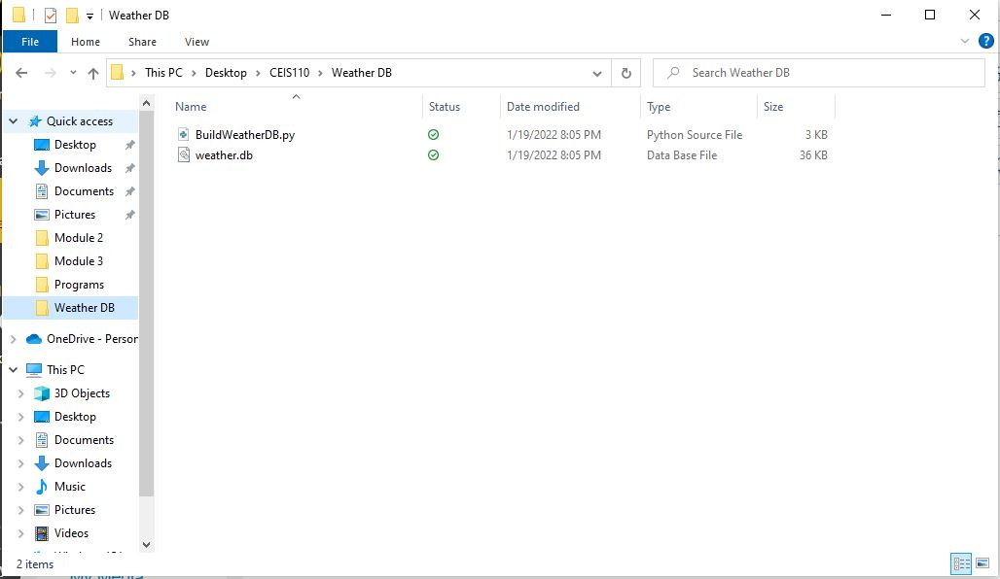 Weather DB
File Home Share View
This PC Desktop CEIS110 Weather DB
Search Weather DB
Name Status Date modified Type Size
BuildWeatherDB.py 1/19/2022 8:05 PM Python Source File 3 KB
weather.db 1/19/2022 8:05 PM Data Base File 36 KB
Quick access
Desktop
Downloads
Documents
Pictures
Module 2
Module 3
Programs
Weather DB
OneDrive - Person
This PC
3D Objects
Desktop
Documents
Downloads
Music
Pictures
Videos
2 items
My Media